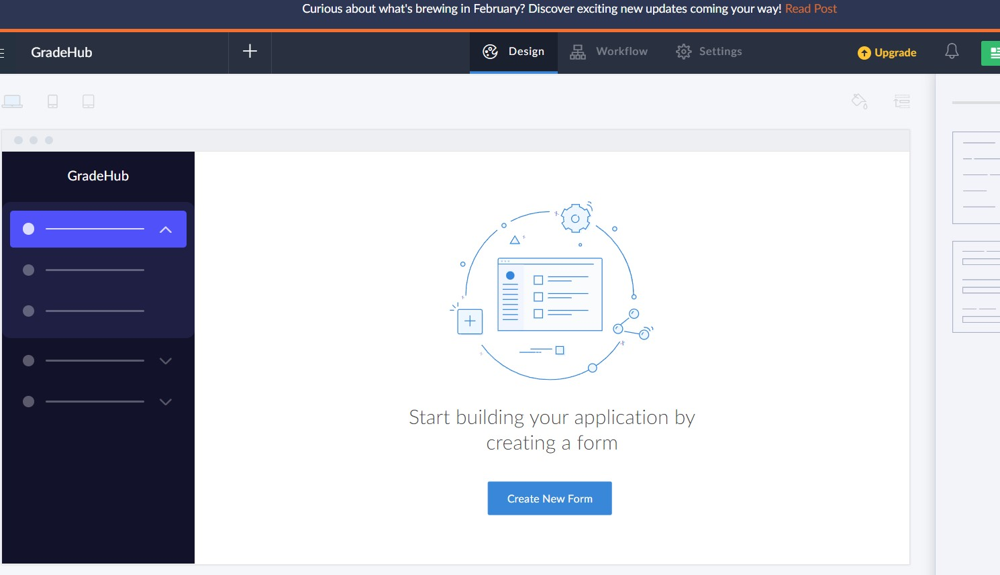 Curious about what's brewing in February? Discover exciting new updates coming your way! Read Post
GradeHub
Design
Workflow
Settings
Upgrade
GradeHub
Start building your application by
creating a form
Create New Form